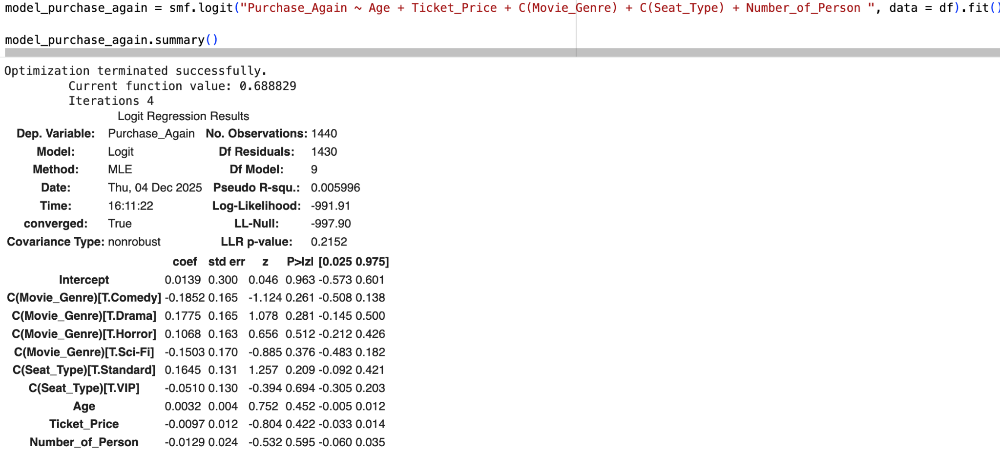 model_purchase_again = smf.logit("Purchase_Again ~ Age + Ticket_Price + C(Movie_Genre) + C(Seat_Type) + Number_of_Person ", data = df).fit()
model_purchase_again.summary()
Optimization terminated successfully.
Current function value: 0.688829
Iterations 4
Logit Regression Results
Dep. Variable: Purchase_Again No. Observations: 1440
Model: Logit Df Residuals: 1430
Method: MLE Df Model: 9
Date: Thu, 04 Dec 2025 Pseudo R-squ.: 0.005996
Time: 16:11:22 Log-Likelihood: -991.91
converged: True LL-Null: -997.90
Covariance Type: nonrobust LLR p-value: 0.2152
coef std err z P>|z| [0.025 0.975]
Intercept 0.0139 0.300 0.046 0.963 -0.573 0.601
C(Movie_Genre)[T.Comedy] -0.1852 0.165 -1.124 0.261 -0.508 0.138
C(Movie_Genre)[T.Drama] 0.1775 0.165 1.078 0.281 -0.145 0.500
C(Movie_Genre)[T.Horror] 0.1068 0.163 0.656 0.512 -0.212 0.426
C(Movie_Genre)[T.Sci-Fi] -0.1503 0.170 -0.885 0.376 -0.483 0.182
C(Seat_Type)[T.Standard] 0.1645 0.131 1.257 0.209 -0.092 0.421
C(Seat_Type)[T.VIP] -0.0510 0.130 -0.394 0.694 -0.305 0.203
Age 0.0032 0.004 0.752 0.452 -0.005 0.012
Ticket_Price -0.0097 0.012 -0.804 0.422 -0.033 0.014
Number_of_Person -0.0129 0.024 -0.532 0.595 -0.060 0.035